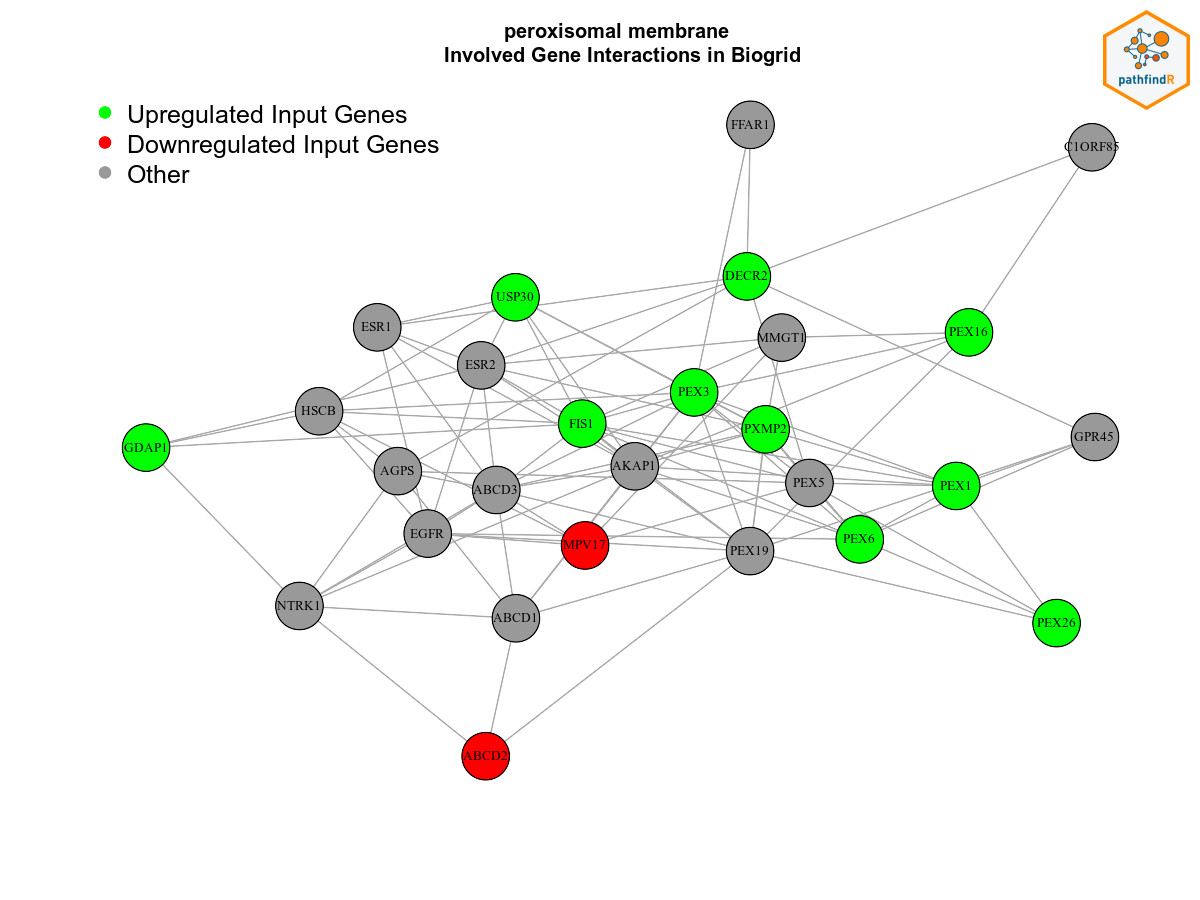 peroxisomal membrane
Involved Gene Interactions in Biogrid
pathfindR
Upregulated Input Genes
Downregulated Input Genes
Other
FFAR1
C1ORF85
DECR2
USP30
ESR1
MMGT1
PEX16
ESR2
PEX3
HSCB
FIS1
PXMP2
GDAP1
GPR45
AKAP1
AGPS
PEX5
ABCD3
PEX1
EGFR
MPV17
PEX6
PEX19
NTRK1
ABCD1
PEX26
ABCD2